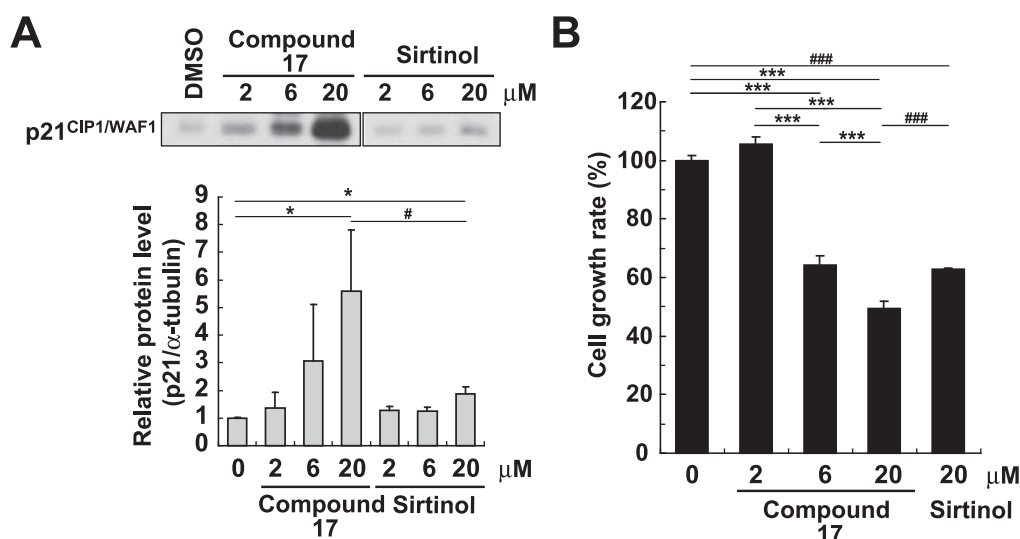 A
DMSO
Compound
17
Sirtinol
2 6 20 2 6 20 μM
p21CIP1/WAF1
Relative protein level
(p21/α-tubulin)
9
8
7
6
5
4
3
2
1
0
*
*
#
0 2 6 20 2 6 20 μM
Compound Sirtinol
17
B
Cell growth rate (%)
120
100
80
60
40
20
0
###
***
***
***
*** ###
***
0 2 6 20 20 μM
Compound Sirtinol
17